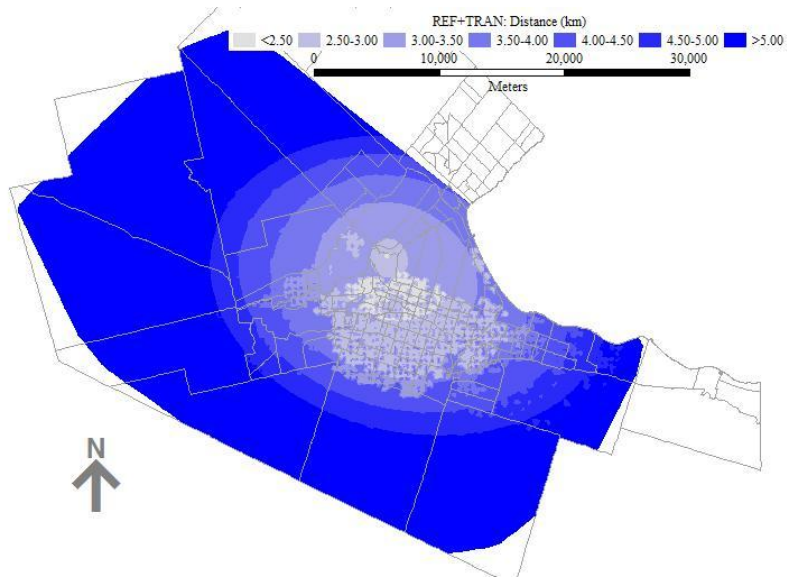 REF+TRAN: Distance (km)
<2.50 2.50-3.00 3.00-3.50 3.50-4.00 4.00-4.50 4.50-5.00 >5.00
0 10,000 20,000 30,000
Meters
N